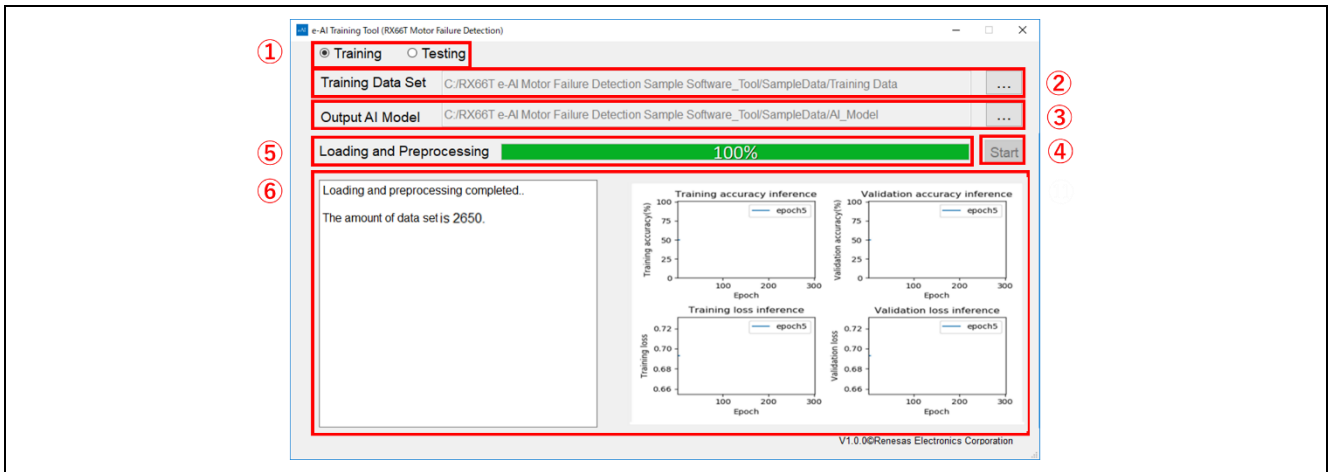 e-AI e-AI Training Tool (RX66T Motor Failure Detection)
① Training Testing
Training Data Set C:/RX66T e-AI Motor Failure Detection Sample Software_Tool/SampleData/Training Data ... ②
Output AI Model C:/RX66T e-AI Motor Failure Detection Sample Software_Tool/SampleData/AI_Model ... ③
⑤ Loading and Preprocessing 100% Start ④
⑥
Loading and preprocessing completed..
The amount of data set is 2650.
Training accuracy inference
Training accuracy(%)
100
75
50
25
0
epoch5
100 200 300
Epoch
Validation accuracy inference
Validation accuracy(%)
100
75
50
25
0
epoch5
100 200 300
Epoch
Training loss inference
Training loss
0.72
0.70
0.68
0.66
epoch5
100 200 300
Epoch
Validation loss inference
Validation loss
0.72
0.70
0.68
0.66
epoch5
100 200 300
Epoch
V1.0.0©Renesas Electronics Corporation